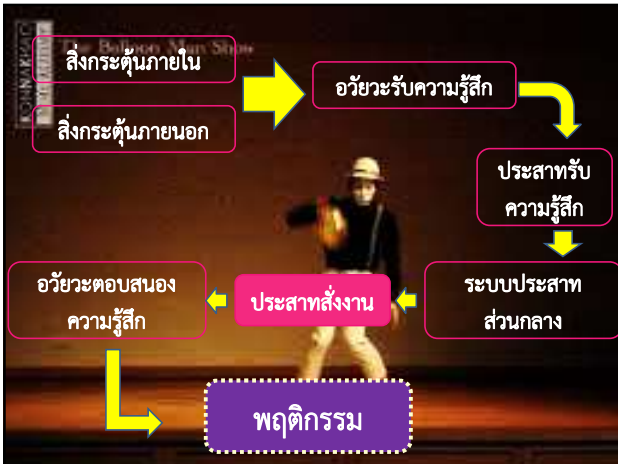 The Balloon Man Show
สิ่งกระตุ้นภายใน
สิ่งกระตุ้นภายนอก
อวัยวะรับความรู้สึก
ประสาทรับ
ความรู้สึก
ระบบประสาท
ส่วนกลาง
ประสาทสั่งงาน
อวัยวะตอบสนอง
ความรู้สึก
พฤติกรรม